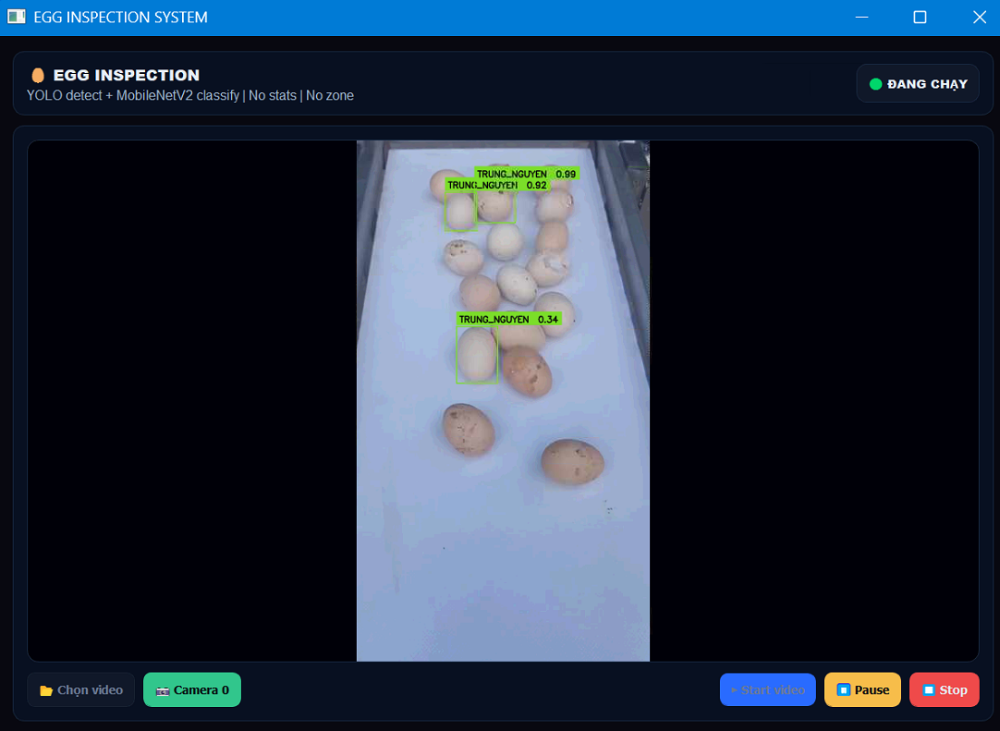 EGG INSPECTION SYSTEM
EGG INSPECTION
YOLO detect + MobileNetV2 classify | No stats | No zone
ĐANG CHẠY
TRUNG_NGUYEN 0.99
TRUNG_NGUYEN 0.92
TRUNG_NGUYEN 0.34
Chọn video
Camera 0
Start video
Pause
Stop